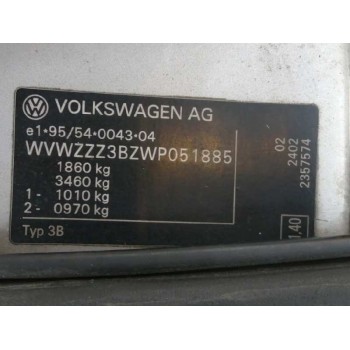 VOLKSWAGEN AG
e1*95/54*0043*04
WVWZZZ3BZWP051885
1860 kg
3460 kg
1- 1010 kg
2- 0970 kg
Typ 3B
02
2402
2357574
1.40